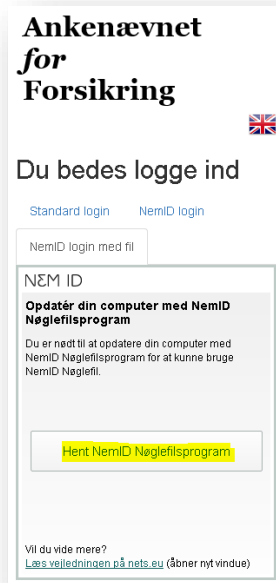 Ankenævnet
for
Forsikring
Du bedes logge ind
Standard login NemID login
NemID login med fil
NEM ID
Opdatér din computer med NemID
Nøglefilsprogram
Du er nødt til at opdatere din computer med
NemID Nøglefilsprogram for at kunne bruge
NemID Nøglefil.
Hent NemID Nøglefilsprogram
Vil du vide mere?
Læs vejledningen på nets.eu (åbner nyt vindue)